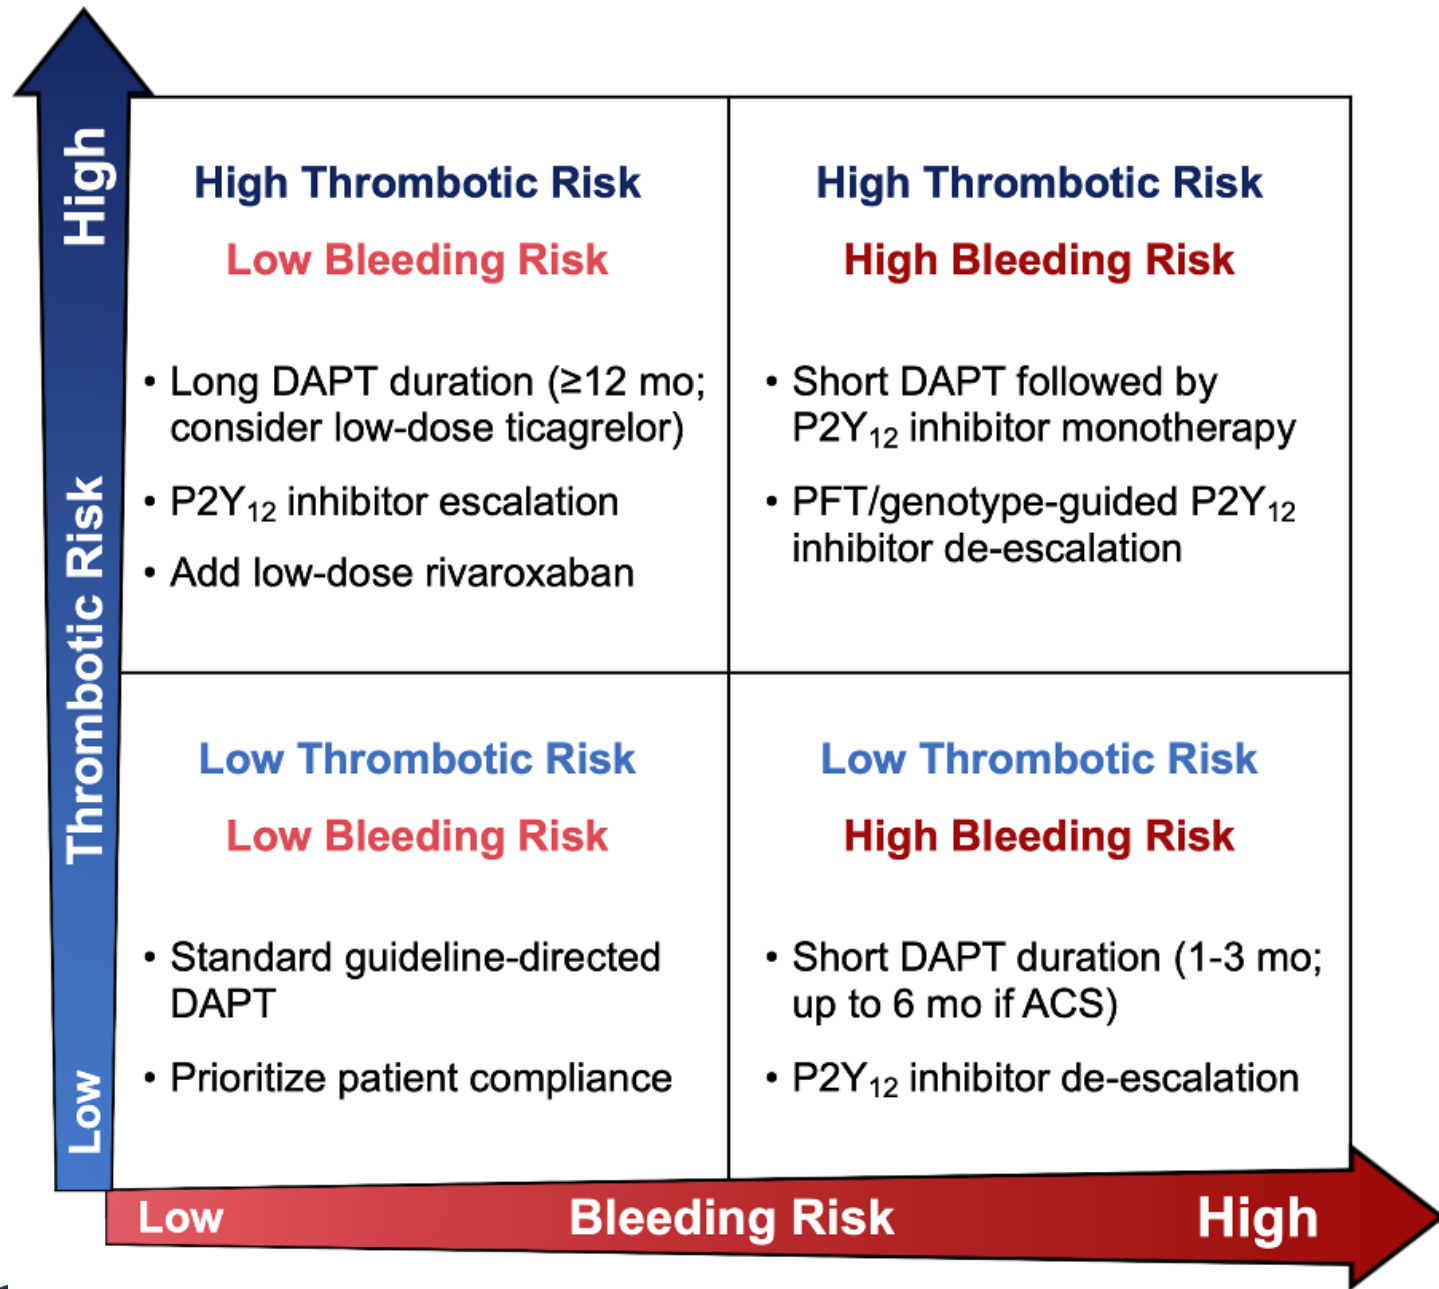 High
Thrombotic Risk
Low
High Thrombotic Risk
Low Bleeding Risk
• Long DAPT duration (≥12 mo;
consider low-dose ticagrelor)
• P2Y₁₂ inhibitor escalation
• Add low-dose rivaroxaban
High Thrombotic Risk
High Bleeding Risk
• Short DAPT followed by
P2Y₁₂ inhibitor monotherapy
• PFT/genotype-guided P2Y₁₂
inhibitor de-escalation
Low Thrombotic Risk
Low Bleeding Risk
• Standard guideline-directed
DAPT
• Prioritize patient compliance
Low Thrombotic Risk
High Bleeding Risk
• Short DAPT duration (1-3 mo;
up to 6 mo if ACS)
• P2Y₁₂ inhibitor de-escalation
Low Bleeding Risk High